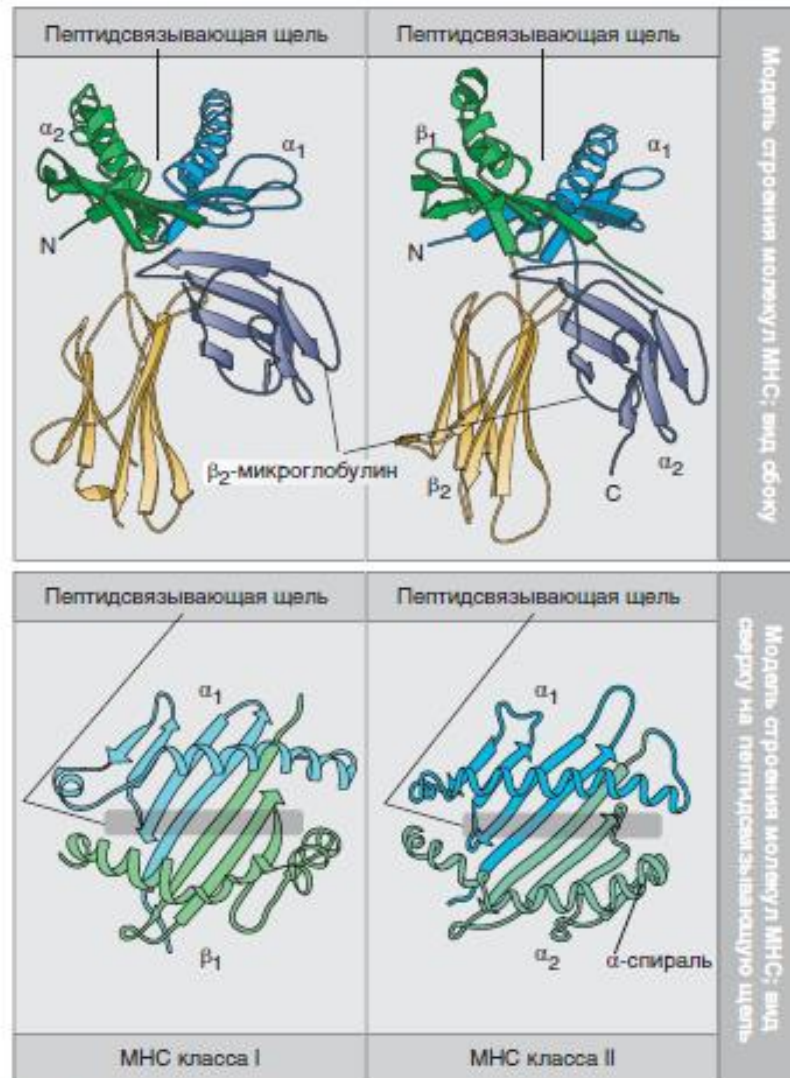 Пептидсвязывающая щель
Пептидсвязывающая щель
α2
α1
N
β2-микроглобулин
β1
α1
N
β2
α2
C
Модель строения молекул МНС; вид сбоку
Пептидсвязывающая щель
Пептидсвязывающая щель
α1
β1
α1
α2
α-спираль
Модель строения молекул МНС; вид
сверху на пептидсвязывающую щель
МНС класса I
МНС класса II